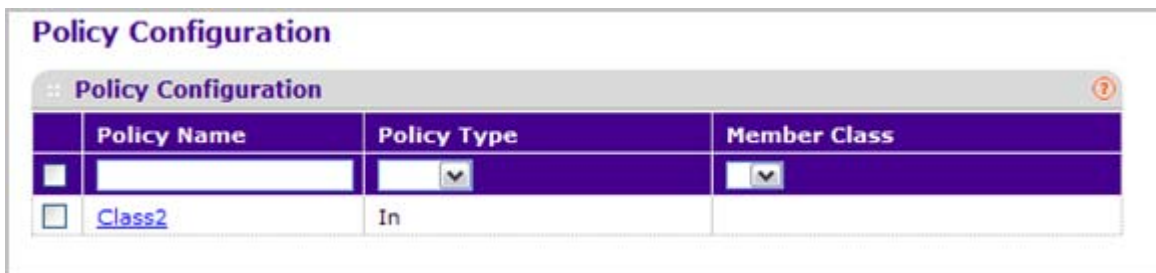 Policy Configuration
Policy Configuration ?
Policy Name Policy Type Member Class
Class2 In